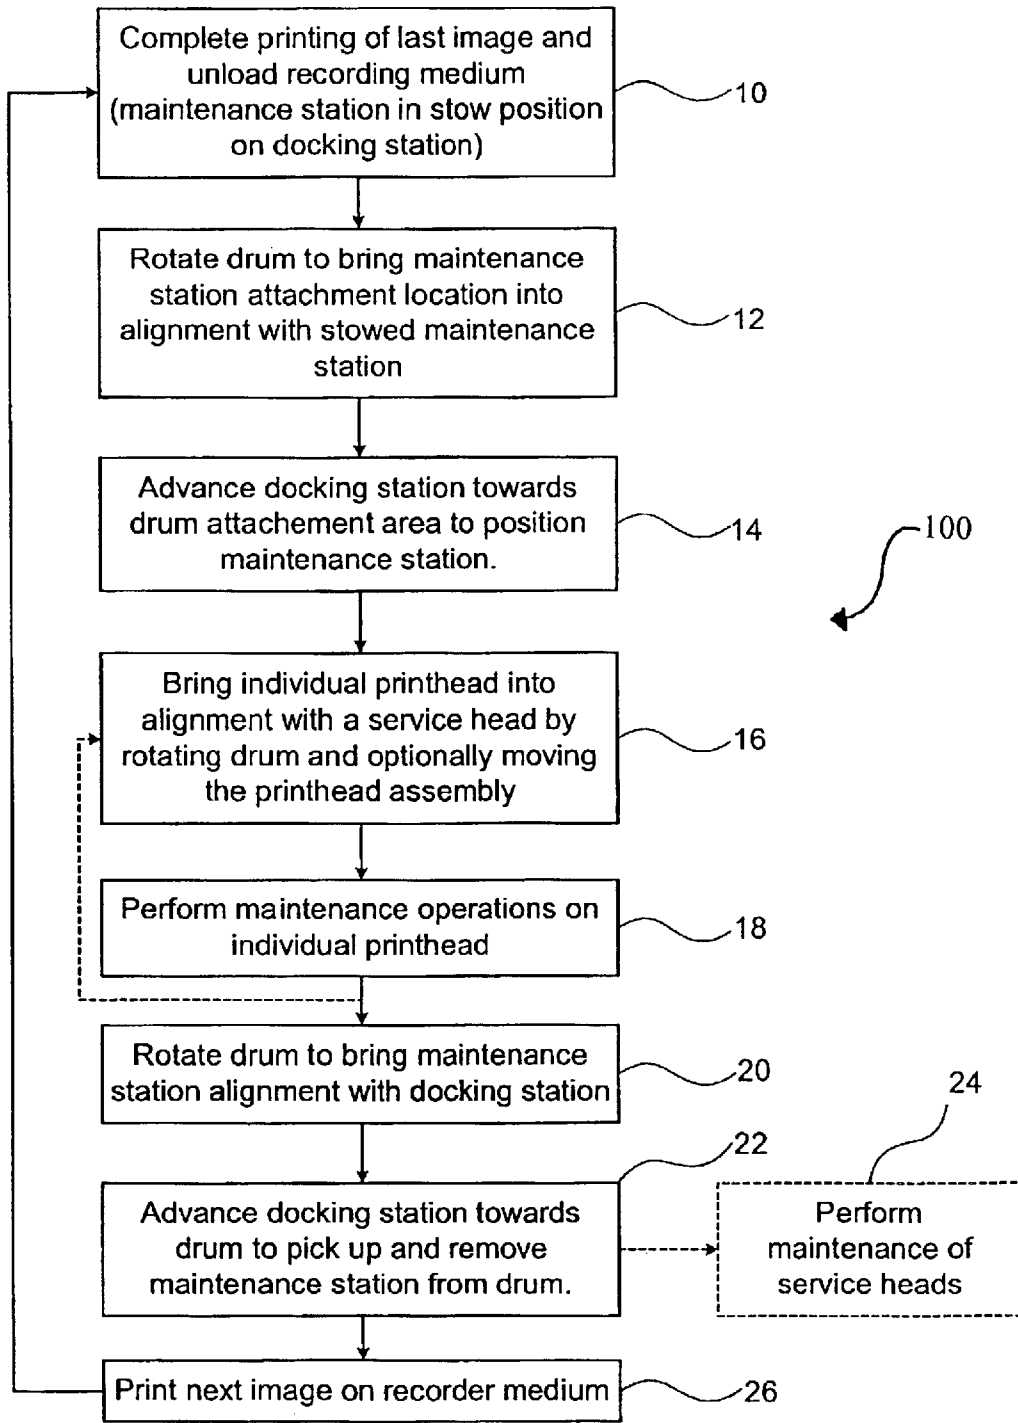 Complete printing of last image and
unload recording medium
(maintenance station in stow position
on docking station)
10
Rotate drum to bring maintenance
station attachment location into
alignment with stowed maintenance
station
12
Advance docking station towards
drum attachement area to position
maintenance station.
14
100
Bring individual printhead into
alignment with a service head by
rotating drum and optionally moving
the printhead assembly
16
Perform maintenance operations on
individual printhead
18
Rotate drum to bring maintenance
station alignment with docking station
20
24
22
Advance docking station towards
drum to pick up and remove
maintenance station from drum.
Perform
maintenance of
service heads
Print next image on recorder medium
26